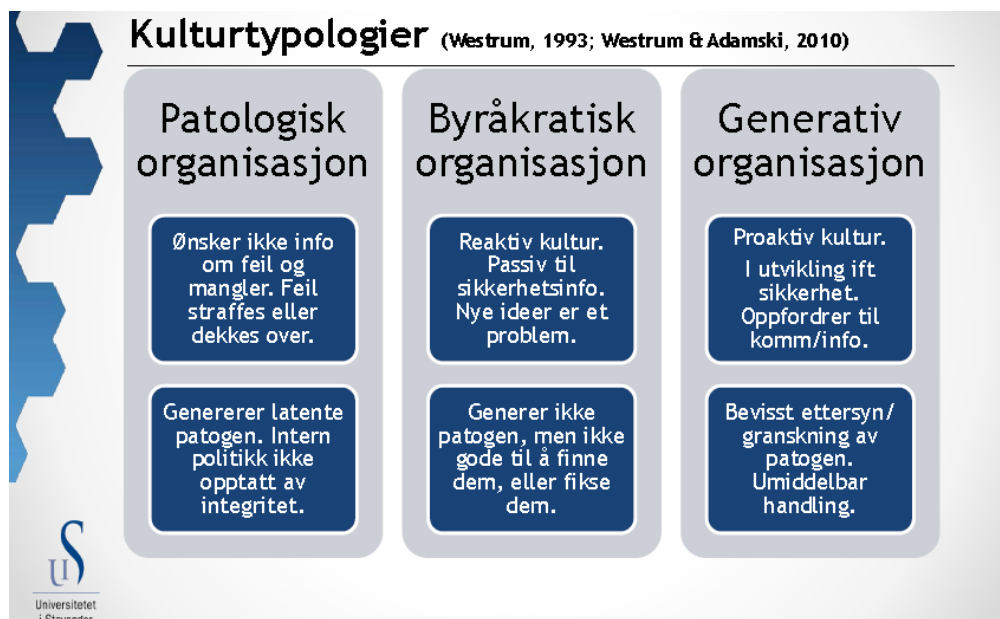 Kulturtypologier (Westrum, 1993; Westrum & Adamski, 2010)
Patologisk
organisasjon
Ønsker ikke info
om feil og
mangler. Feil
straffes eller
dekkes over.
Genererer latente
patogen. Intern
politikk ikke
opptatt av
integritet.
Byråkratisk
organisasjon
Reaktiv kultur.
Passiv til
sikkerhetsinfo.
Nye ideer er et
problem.
Generer ikke
patogen, men ikke
gode til å finne
dem, eller fikse
dem.
Generativ
organisasjon
Proaktiv kultur.
I utvikling ift
sikkerhet.
Oppfordrer til
komm/info.
Bevisst ettersyn/
granskning av
patogen.
Umiddelbar
handling.
US
Universitetet
i Stavanger